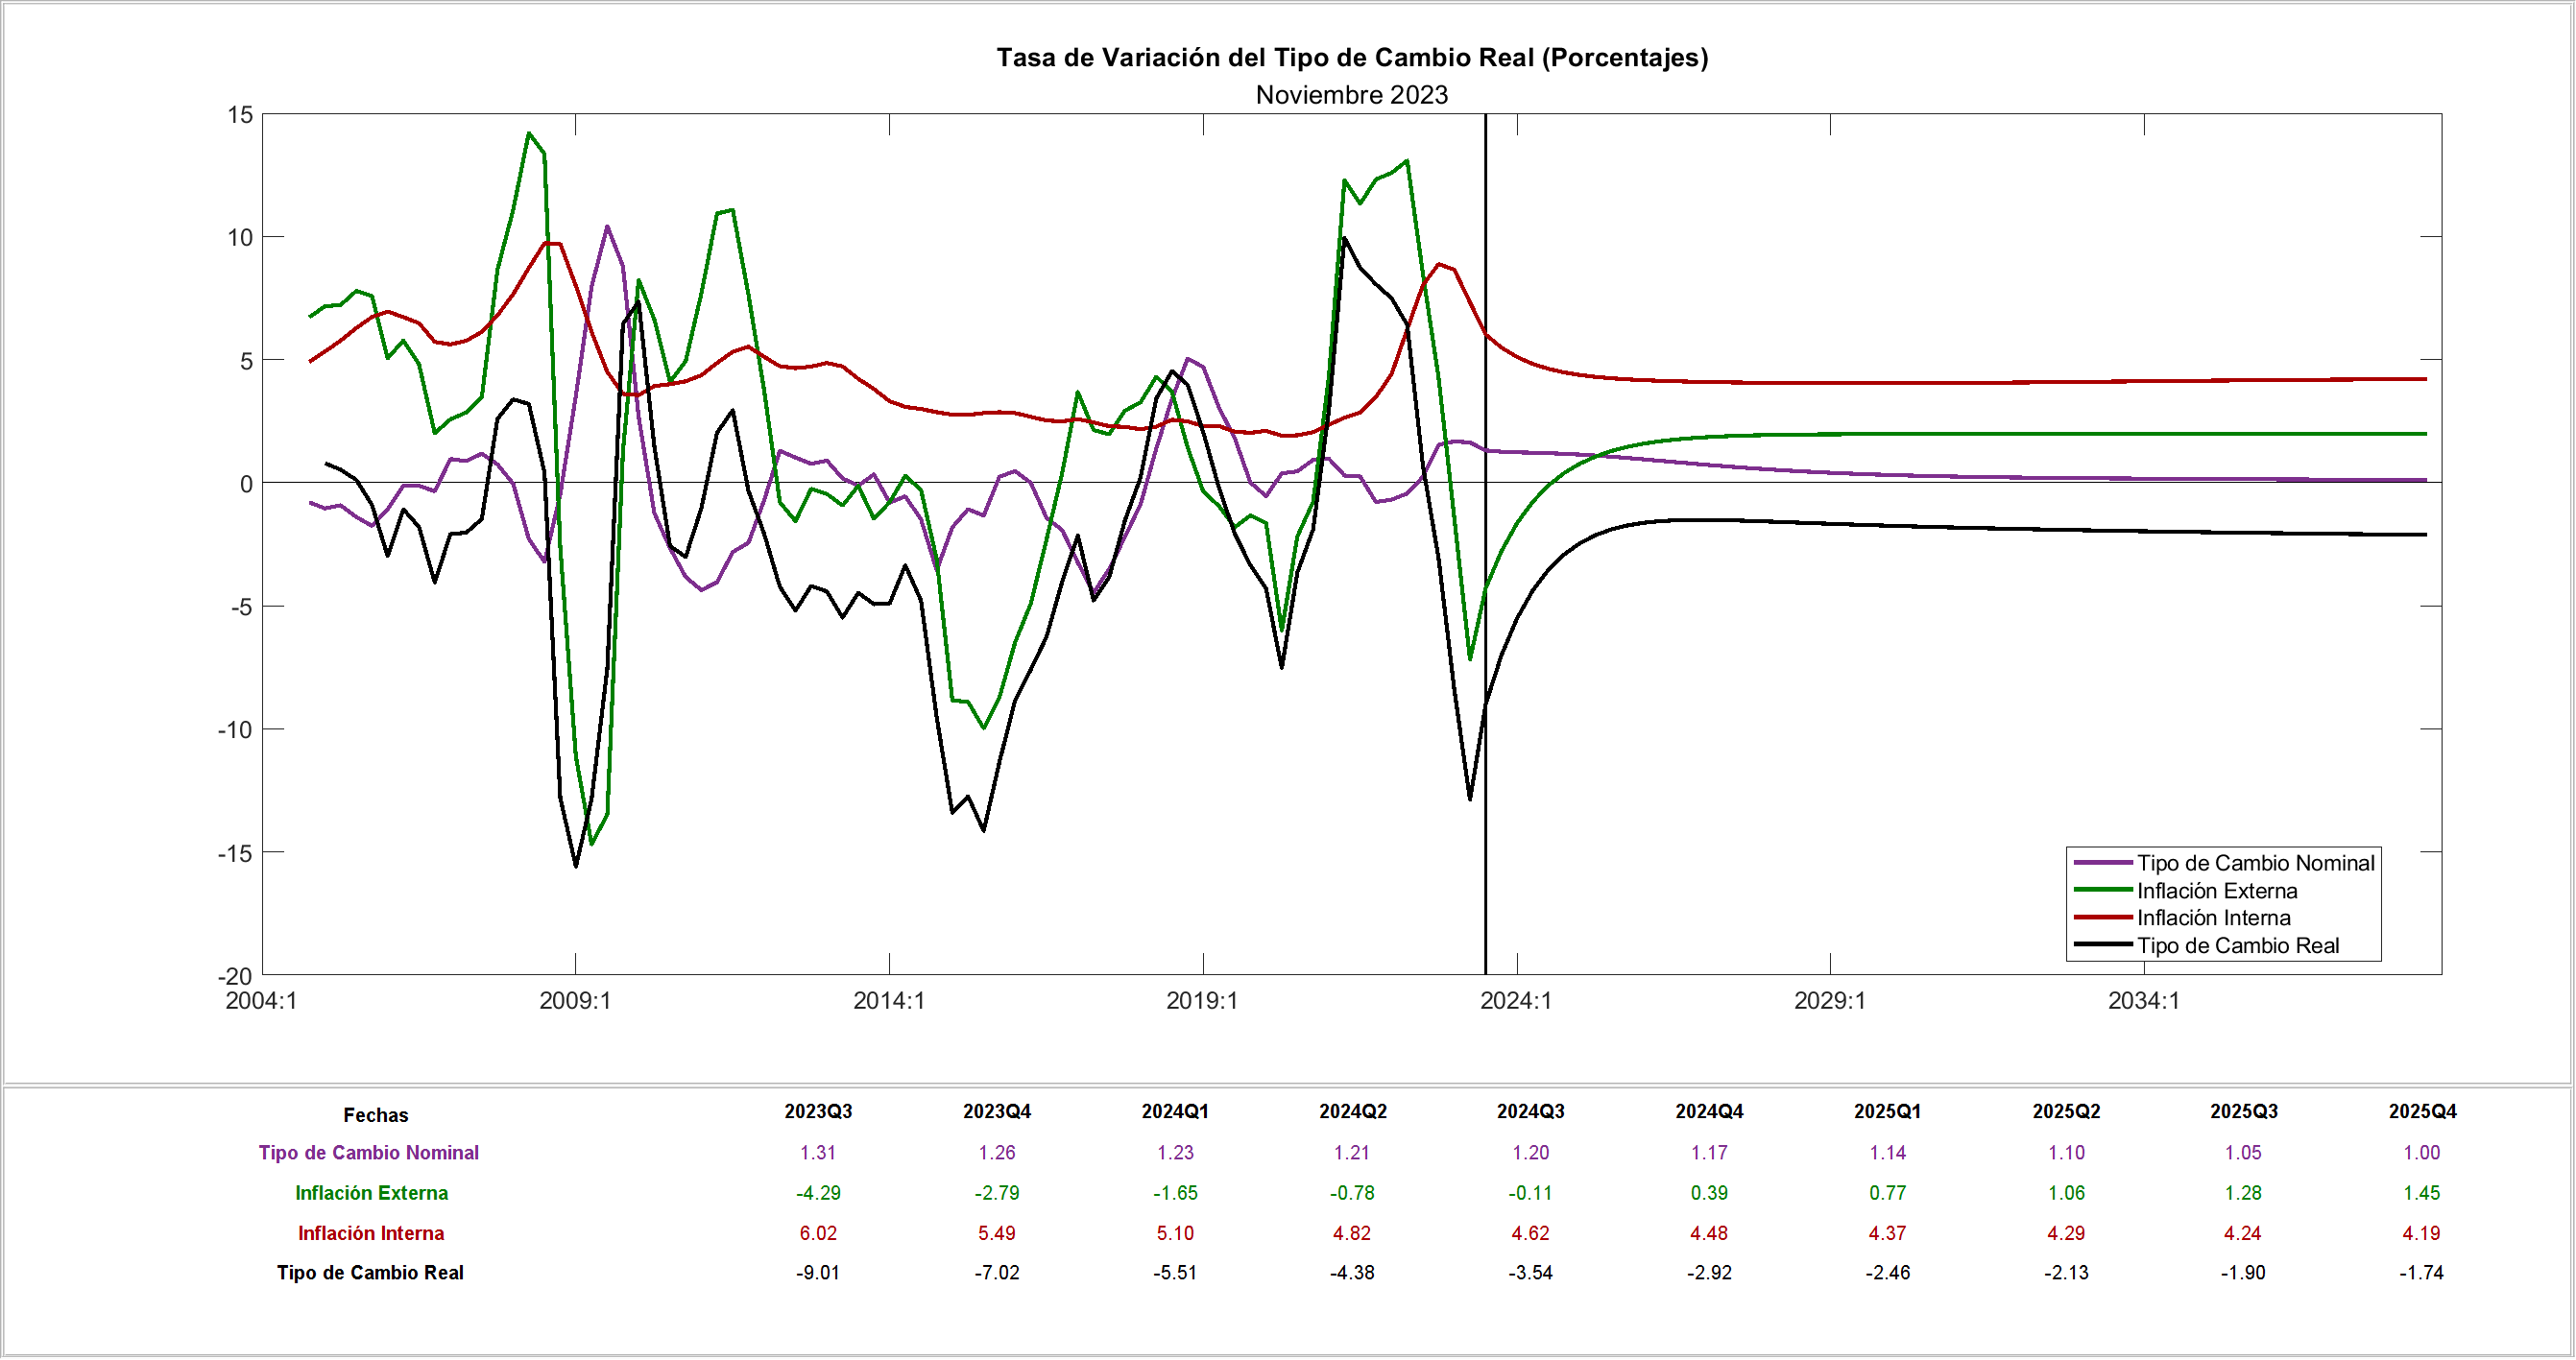 Tasa de Variación del Tipo de Cambio Real (Porcentajes)
Noviembre 2023
15
10
5
0
-5
-10
-15
-20
2004:1 2009:1 2014:1 2019:1 2024:1 2029:1 2034:1
Tipo de Cambio Nominal
Inflación Externa
Inflación Interna
Tipo de Cambio Real
Fechas 2023Q3 2023Q4 2024Q1 2024Q2 2024Q3 2024Q4 2025Q1 2025Q2 2025Q3 2025Q4
Tipo de Cambio Nominal 1.31 1.26 1.23 1.21 1.20 1.17 1.14 1.10 1.05 1.00
Inflación Externa -4.29 -2.79 -1.65 -0.78 -0.11 0.39 0.77 1.06 1.28 1.45
Inflación Interna 6.02 5.49 5.10 4.82 4.62 4.48 4.37 4.29 4.24 4.19
Tipo de Cambio Real -9.01 -7.02 -5.51 -4.38 -3.54 -2.92 -2.46 -2.13 -1.90 -1.74